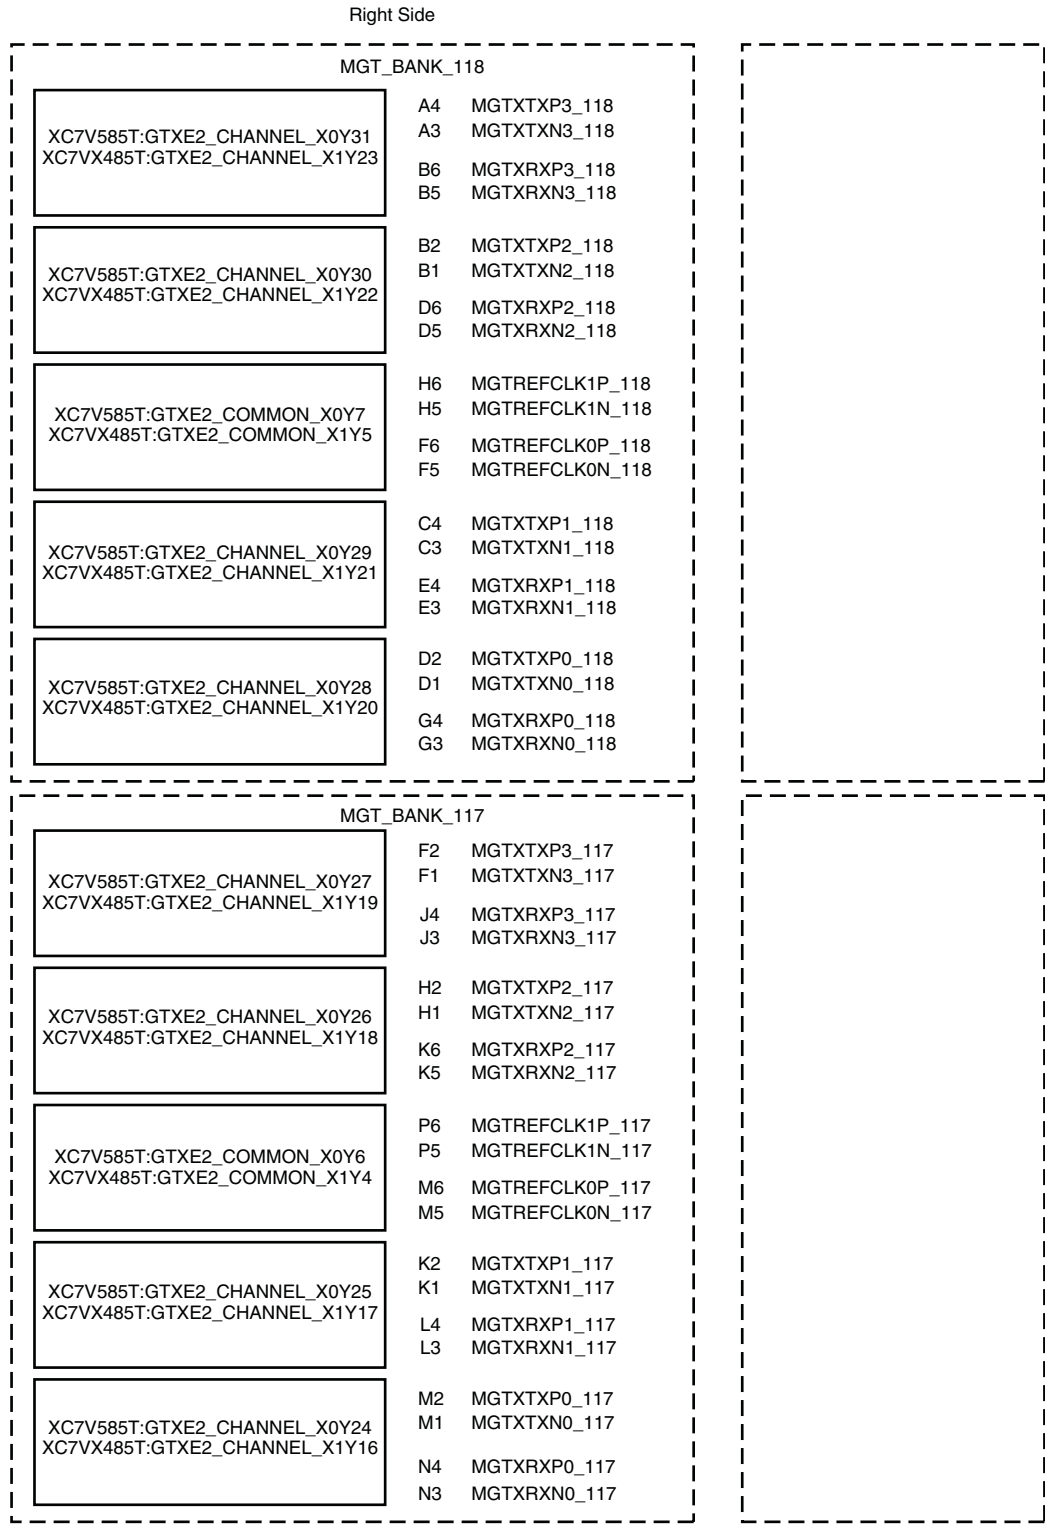 Right Side
MGT_BANK_118
XC7V585T:GTXE2_CHANNEL_X0Y31
XC7VX485T:GTXE2_CHANNEL_X1Y23
A4 MGTXTXP3_118
A3 MGTXTXN3_118
B6 MGTXRXP3_118
B5 MGTXRXN3_118
XC7V585T:GTXE2_CHANNEL_X0Y30
XC7VX485T:GTXE2_CHANNEL_X1Y22
B2 MGTXTXP2_118
B1 MGTXTXN2_118
D6 MGTXRXP2_118
D5 MGTXRXN2_118
XC7V585T:GTXE2_COMMON_X0Y7
XC7VX485T:GTXE2_COMMON_X1Y5
H6 MGTREFCLK1P_118
H5 MGTREFCLK1N_118
F6 MGTREFCLK0P_118
F5 MGTREFCLK0N_118
XC7V585T:GTXE2_CHANNEL_X0Y29
XC7VX485T:GTXE2_CHANNEL_X1Y21
C4 MGTXTXP1_118
C3 MGTXTXN1_118
E4 MGTXRXP1_118
E3 MGTXRXN1_118
XC7V585T:GTXE2_CHANNEL_X0Y28
XC7VX485T:GTXE2_CHANNEL_X1Y20
D2 MGTXTXP0_118
D1 MGTXTXN0_118
G4 MGTXRXP0_118
G3 MGTXRXN0_118
MGT_BANK_117
XC7V585T:GTXE2_CHANNEL_X0Y27
XC7VX485T:GTXE2_CHANNEL_X1Y19
F2 MGTXTXP3_117
F1 MGTXTXN3_117
J4 MGTXRXP3_117
J3 MGTXRXN3_117
XC7V585T:GTXE2_CHANNEL_X0Y26
XC7VX485T:GTXE2_CHANNEL_X1Y18
H2 MGTXTXP2_117
H1 MGTXTXN2_117
K6 MGTXRXP2_117
K5 MGTXRXN2_117
XC7V585T:GTXE2_COMMON_X0Y6
XC7VX485T:GTXE2_COMMON_X1Y4
P6 MGTREFCLK1P_117
P5 MGTREFCLK1N_117
M6 MGTREFCLK0P_117
M5 MGTREFCLK0N_117
XC7V585T:GTXE2_CHANNEL_X0Y25
XC7VX485T:GTXE2_CHANNEL_X1Y17
K2 MGTXTXP1_117
K1 MGTXTXN1_117
L4 MGTXRXP1_117
L3 MGTXRXN1_117
XC7V585T:GTXE2_CHANNEL_X0Y24
XC7VX485T:GTXE2_CHANNEL_X1Y16
M2 MGTXTXP0_117
M1 MGTXTXN0_117
N4 MGTXRXP0_117
N3 MGTXRXN0_117